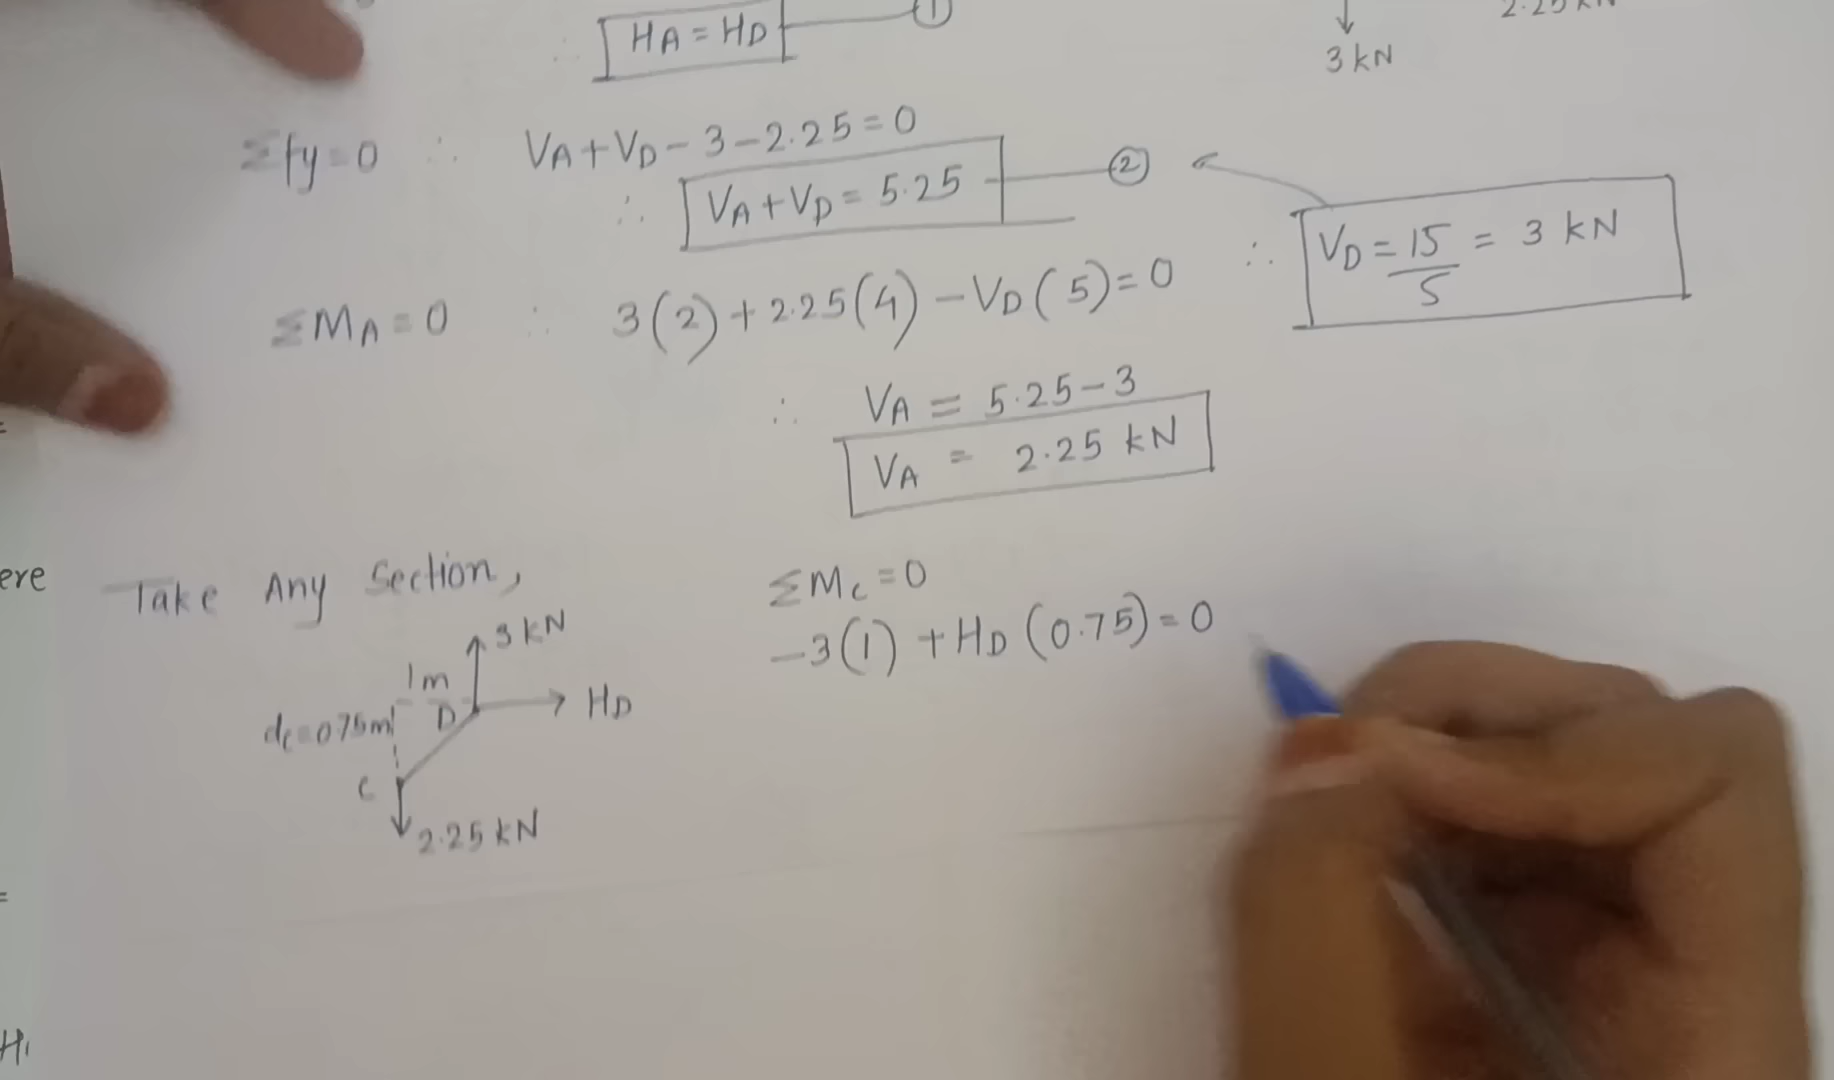 ∴ HA = HD ①
3 kN
Σfy=0 ∴ VA+VD-3-2.25=0
∴ VA+VD = 5.25 ②
∴ VD = 15/5 = 3 kN
ΣMA=0 ∴ 3(2)+2.25(4)-VD(5)=0
∴ VA = 5.25-3
VA = 2.25 kN
ere
Take Any Section,
3 kN
1m
dc=0.75m D HD
C
2.25 kN
ΣMc=0
-3(1)+HD(0.75)=0
=